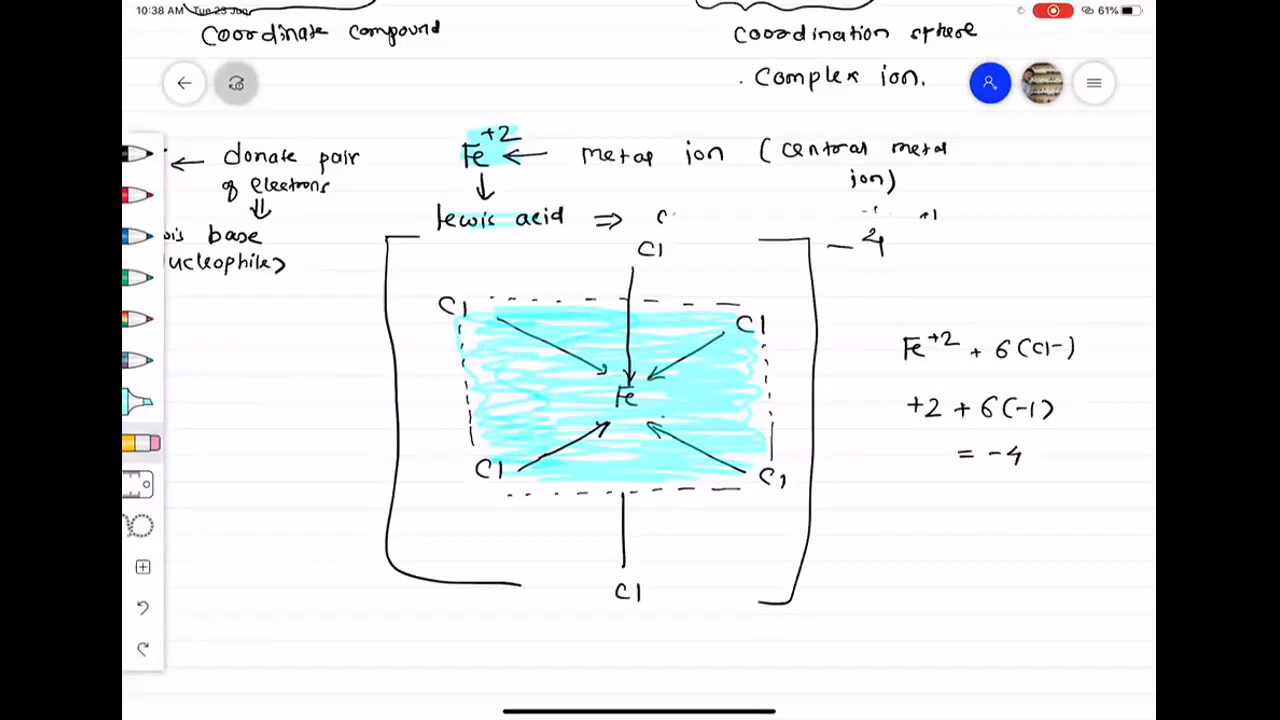 10:38 AM Tue 23 Jun
61%
Coordinate compound
coordination sphere
. Complex ion.
Fe+2 ← metal ion (central metal ion)
← donate pair
of electrons
⇓
base
ucleophile)
↓
lewis acid ⇒
+1
-4
Cl
Cl
Cl
Fe
Cl
Cl
Cl
Fe+2 + 6(Cl-)
+2 + 6(-1)
= -4